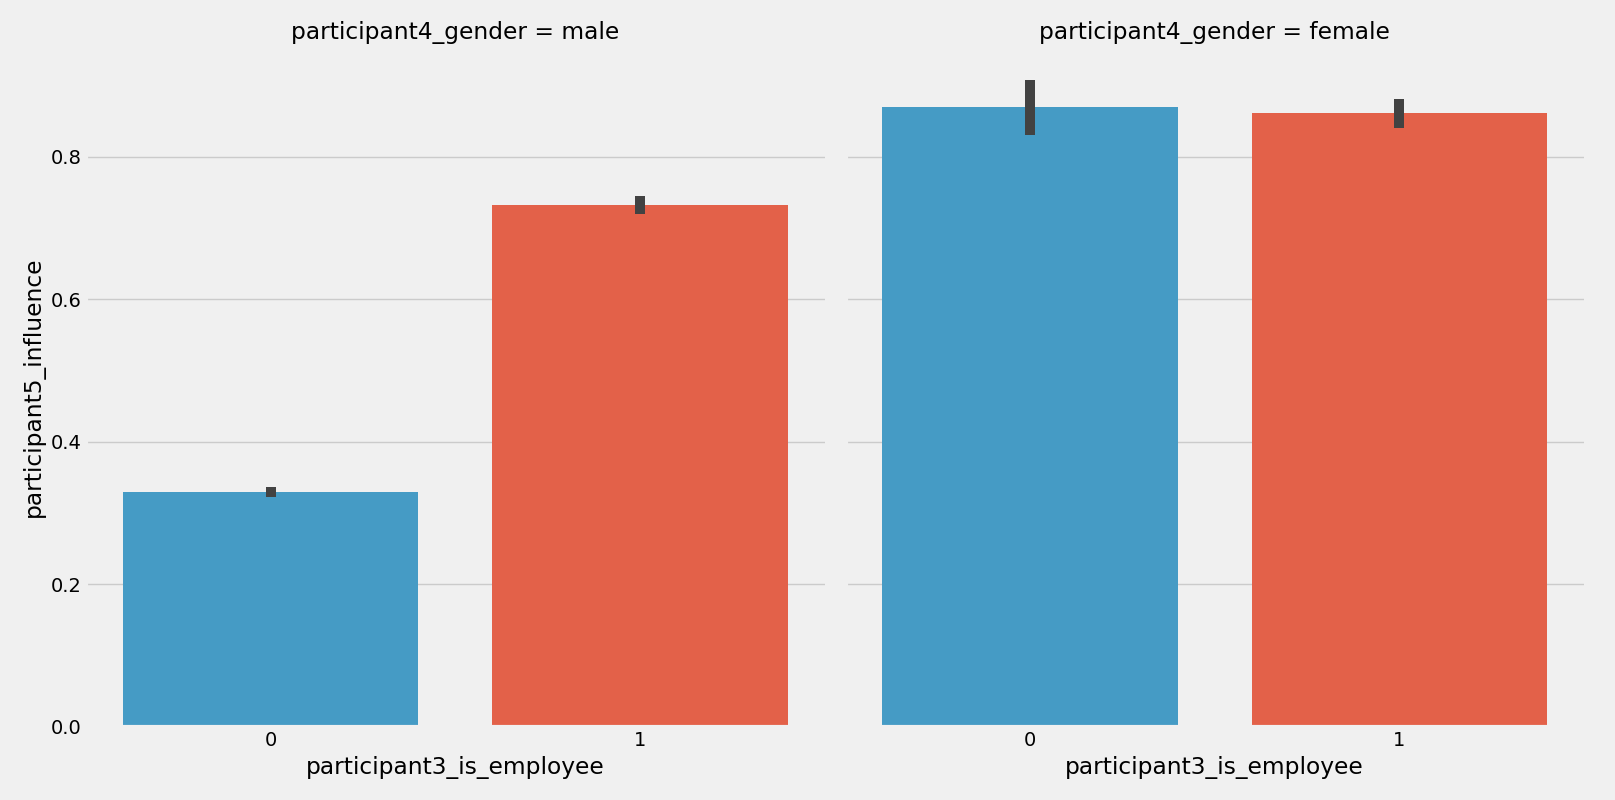 participant4_gender = male
participant4_gender = female
participant5_influence
0.8
0.6
0.4
0.2
0.0
0 1
0 1
participant3_is_employee
participant3_is_employee